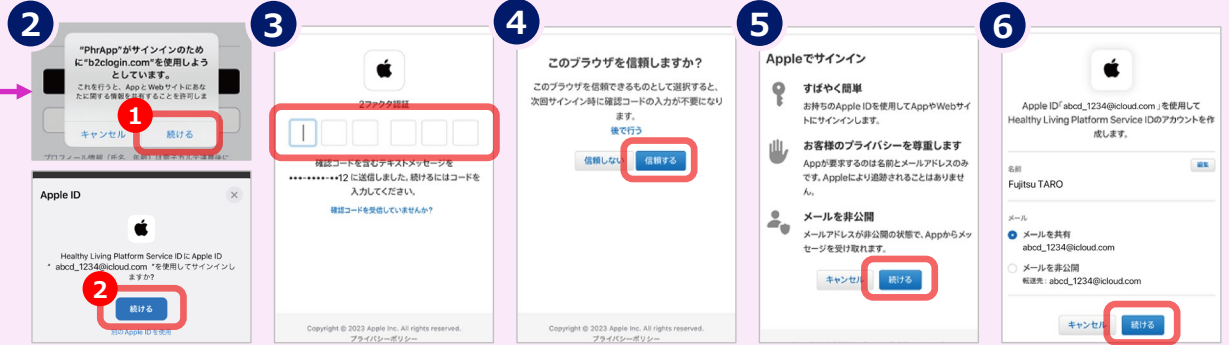 2
"PhrApp"がサインインのため
に"b2clogin.com"を使用しよう
としています。
これを行うと、AppとWebサイトにあな
たに関する情報を共有することを許可しま
1
キャンセル
続ける
Apple ID
Healthy Living Platform Service IDにApple ID
" abcd_1234@icloud.com "を使用してサインインし
ますか?
2
続ける
別のApple IDを使用
3
2ファクタ認証
確認コードを含むテキストメッセージを
•••-••••-••12 に送信しました。続けるにはコードを
入力してください。
確認コードを受信していませんか?
Copyright © 2023 Apple Inc. All rights reserved.
プライバシーポリシー
4
このブラウザを信頼しますか?
このブラウザを信頼できるものとして選択すると、
次回サインイン時に確認コードの入力が不要になり
ます。
後で行う
信頼しない
信頼する
Copyright © 2023 Apple Inc. All rights reserved.
プライバシーポリシー
5
Appleでサインイン
すばやく簡単
お持ちのApple IDを使用してAppやWebサイ
トにサインインします。
お客様のプライバシーを尊重します
Appが要求するのは名前とメールアドレスのみ
です。Appleにより追跡されることはありませ
ん。
メールを非公開
メールアドレスが非公開の状態で、Appからメッ
セージを受け取れます。
キャンセル
続ける
6
Apple ID「abcd_1234@icloud.com」を使用して
Healthy Living Platform Service IDのアカウントを作
成します。
名前
編集
Fujitsu TARO
メール
メールを共有
abcd_1234@icloud.com
メールを非公開
転送先: abcd_1234@icloud.com
キャンセル
続ける